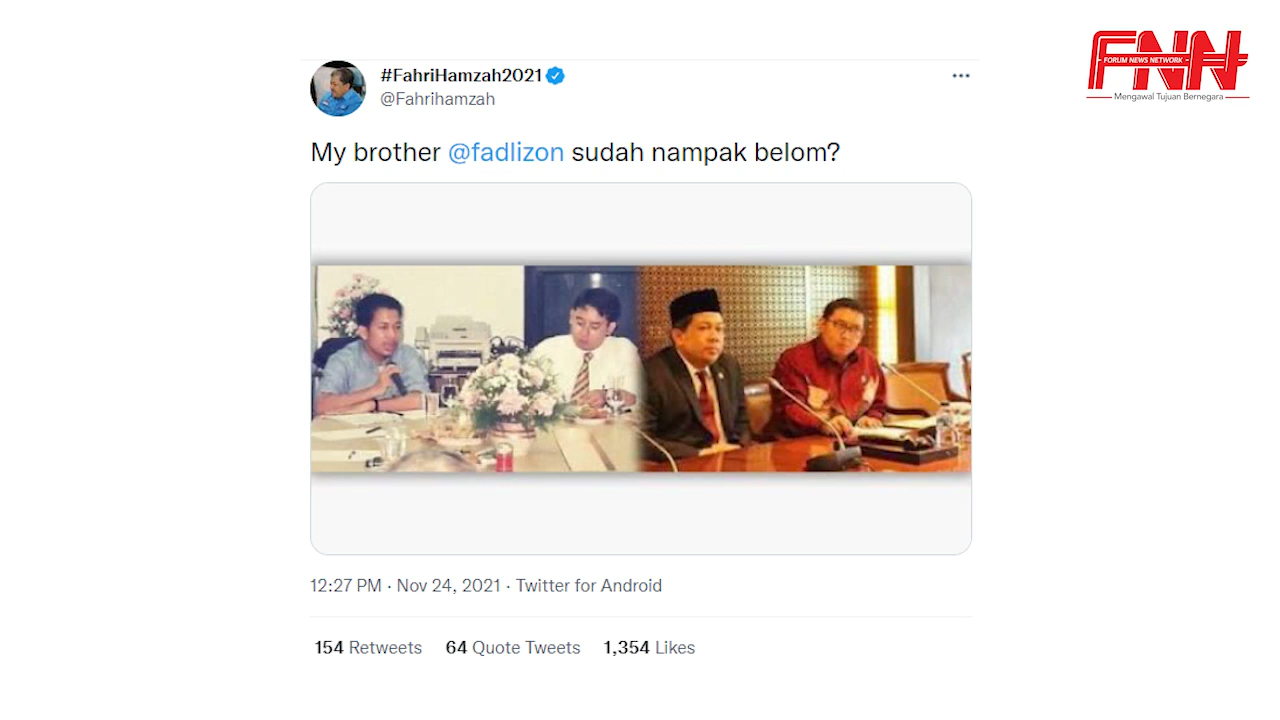 FNN
FORUM NEWS NETWORK
Mengawal Tujuan Bernegara
#FahriHamzah2021
@Fahrihamzah
My brother @fadlizon sudah nampak belom?
12:27 PM · Nov 24, 2021 · Twitter for Android
154 Retweets 64 Quote Tweets 1,354 Likes